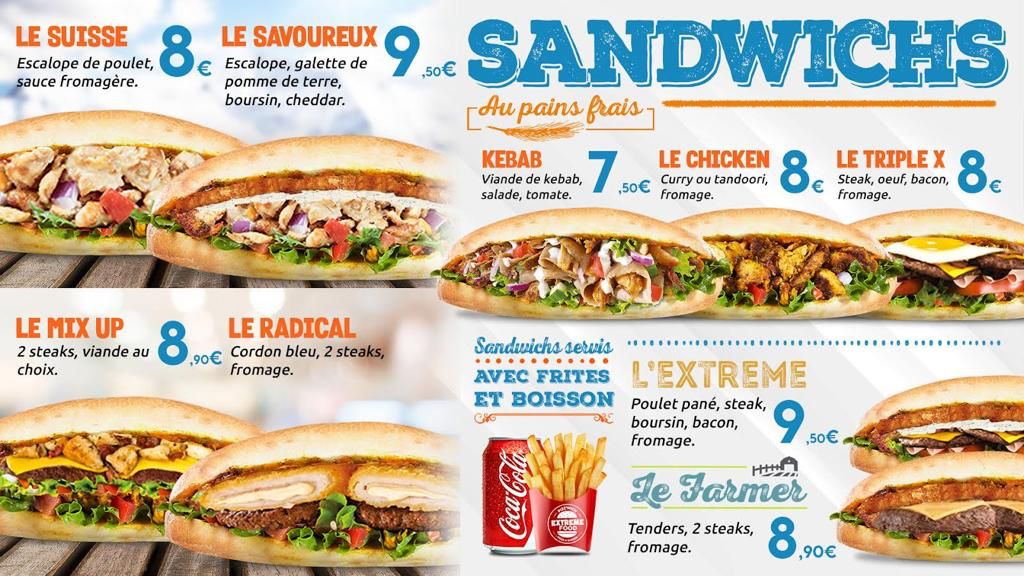 LE SUISSE
Escalope de poulet,
sauce fromagère.
8€
LE SAVOUREUX
Escalope, galette de
pomme de terre,
boursin, cheddar.
9,50€
SANDWICHS
Au pains frais
KEBAB
Viande de kebab,
salade, tomate.
7,50€
LE CHICKEN
Curry ou tandoori,
fromage.
8€
LE TRIPLE X
Steak, oeuf, bacon,
fromage.
8€
LE MIX UP
2 steaks, viande au
choix.
8,90€
LE RADICAL
Cordon bleu, 2 steaks,
fromage.
Sandwichs servis
AVEC FRITES
ET BOISSON
Coca-Cola
EXTREME
FOOD
L'EXTREME
Poulet pané, steak,
boursin, bacon,
fromage.
9,50€
Le Farmer
Tenders, 2 steaks,
fromage.
8,90€